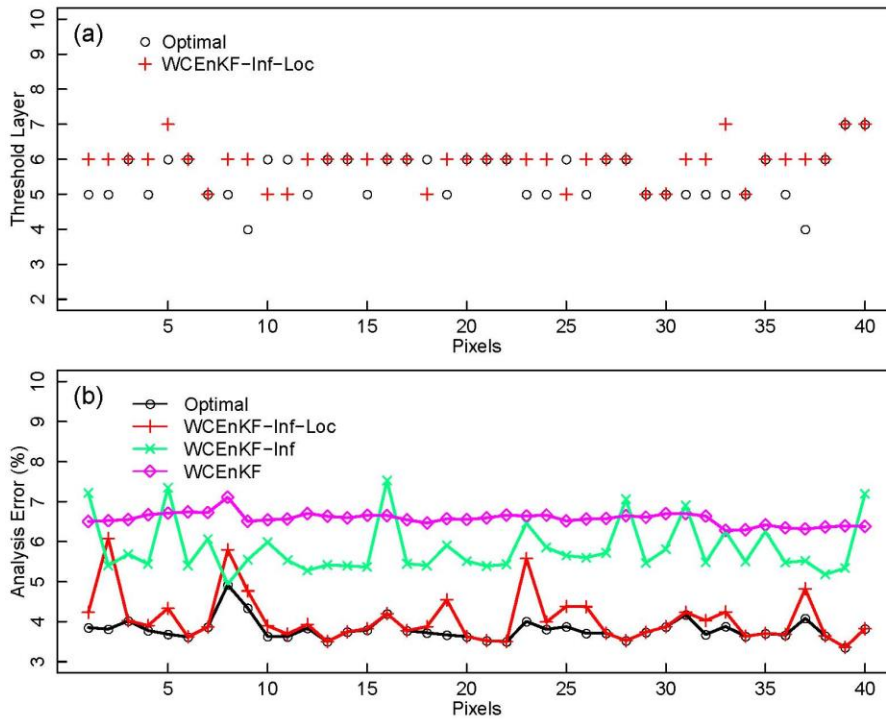 (a)
Optimal
WCEnKF-Inf-Loc
Threshold Layer
10
9
8
7
6
5
4
3
2
5 10 15 20 25 30 35 40
Pixels
(b)
Optimal
WCEnKF-Inf-Loc
WCEnKF-Inf
WCEnKF
Analysis Error (%)
10
9
8
7
6
5
4
3
5 10 15 20 25 30 35 40
Pixels